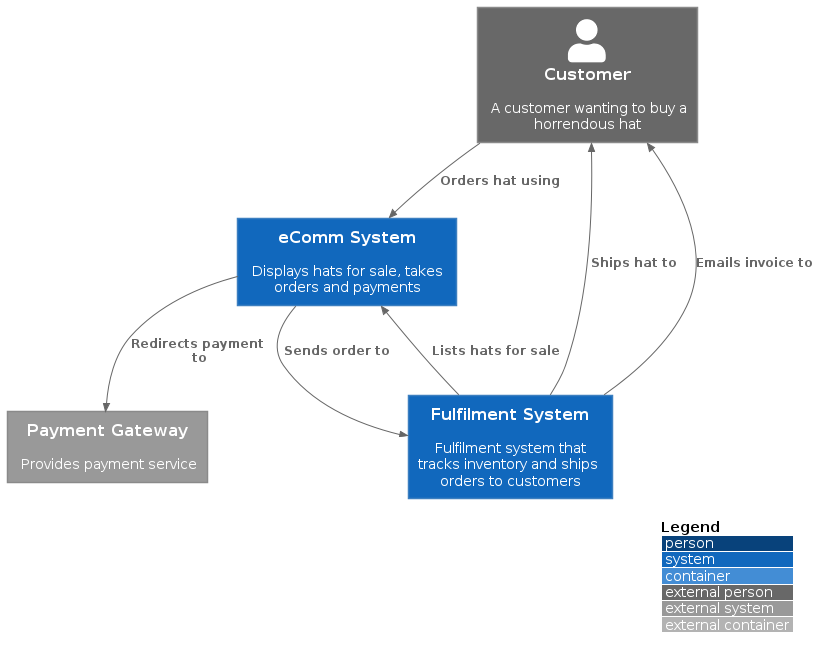 Customer
A customer wanting to buy a
horrendous hat
Orders hat using
eComm System
Displays hats for sale, takes
orders and payments
Ships hat to
Emails invoice to
Redirects payment
to
Sends order to
Lists hats for sale
Payment Gateway
Provides payment service
Fulfilment System
Fulfilment system that
tracks inventory and ships
orders to customers
Legend
person
system
container
external person
external system
external container